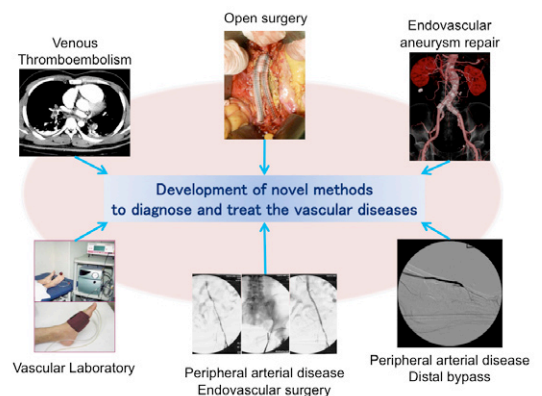 Open surgery
Venous
Thromboembolism
Endovascular
aneurysm repair
Development of novel methods
to diagnose and treat the vascular diseases
Vascular Laboratory
Peripheral arterial disease
Endovascular surgery
Peripheral arterial disease
Distal bypass